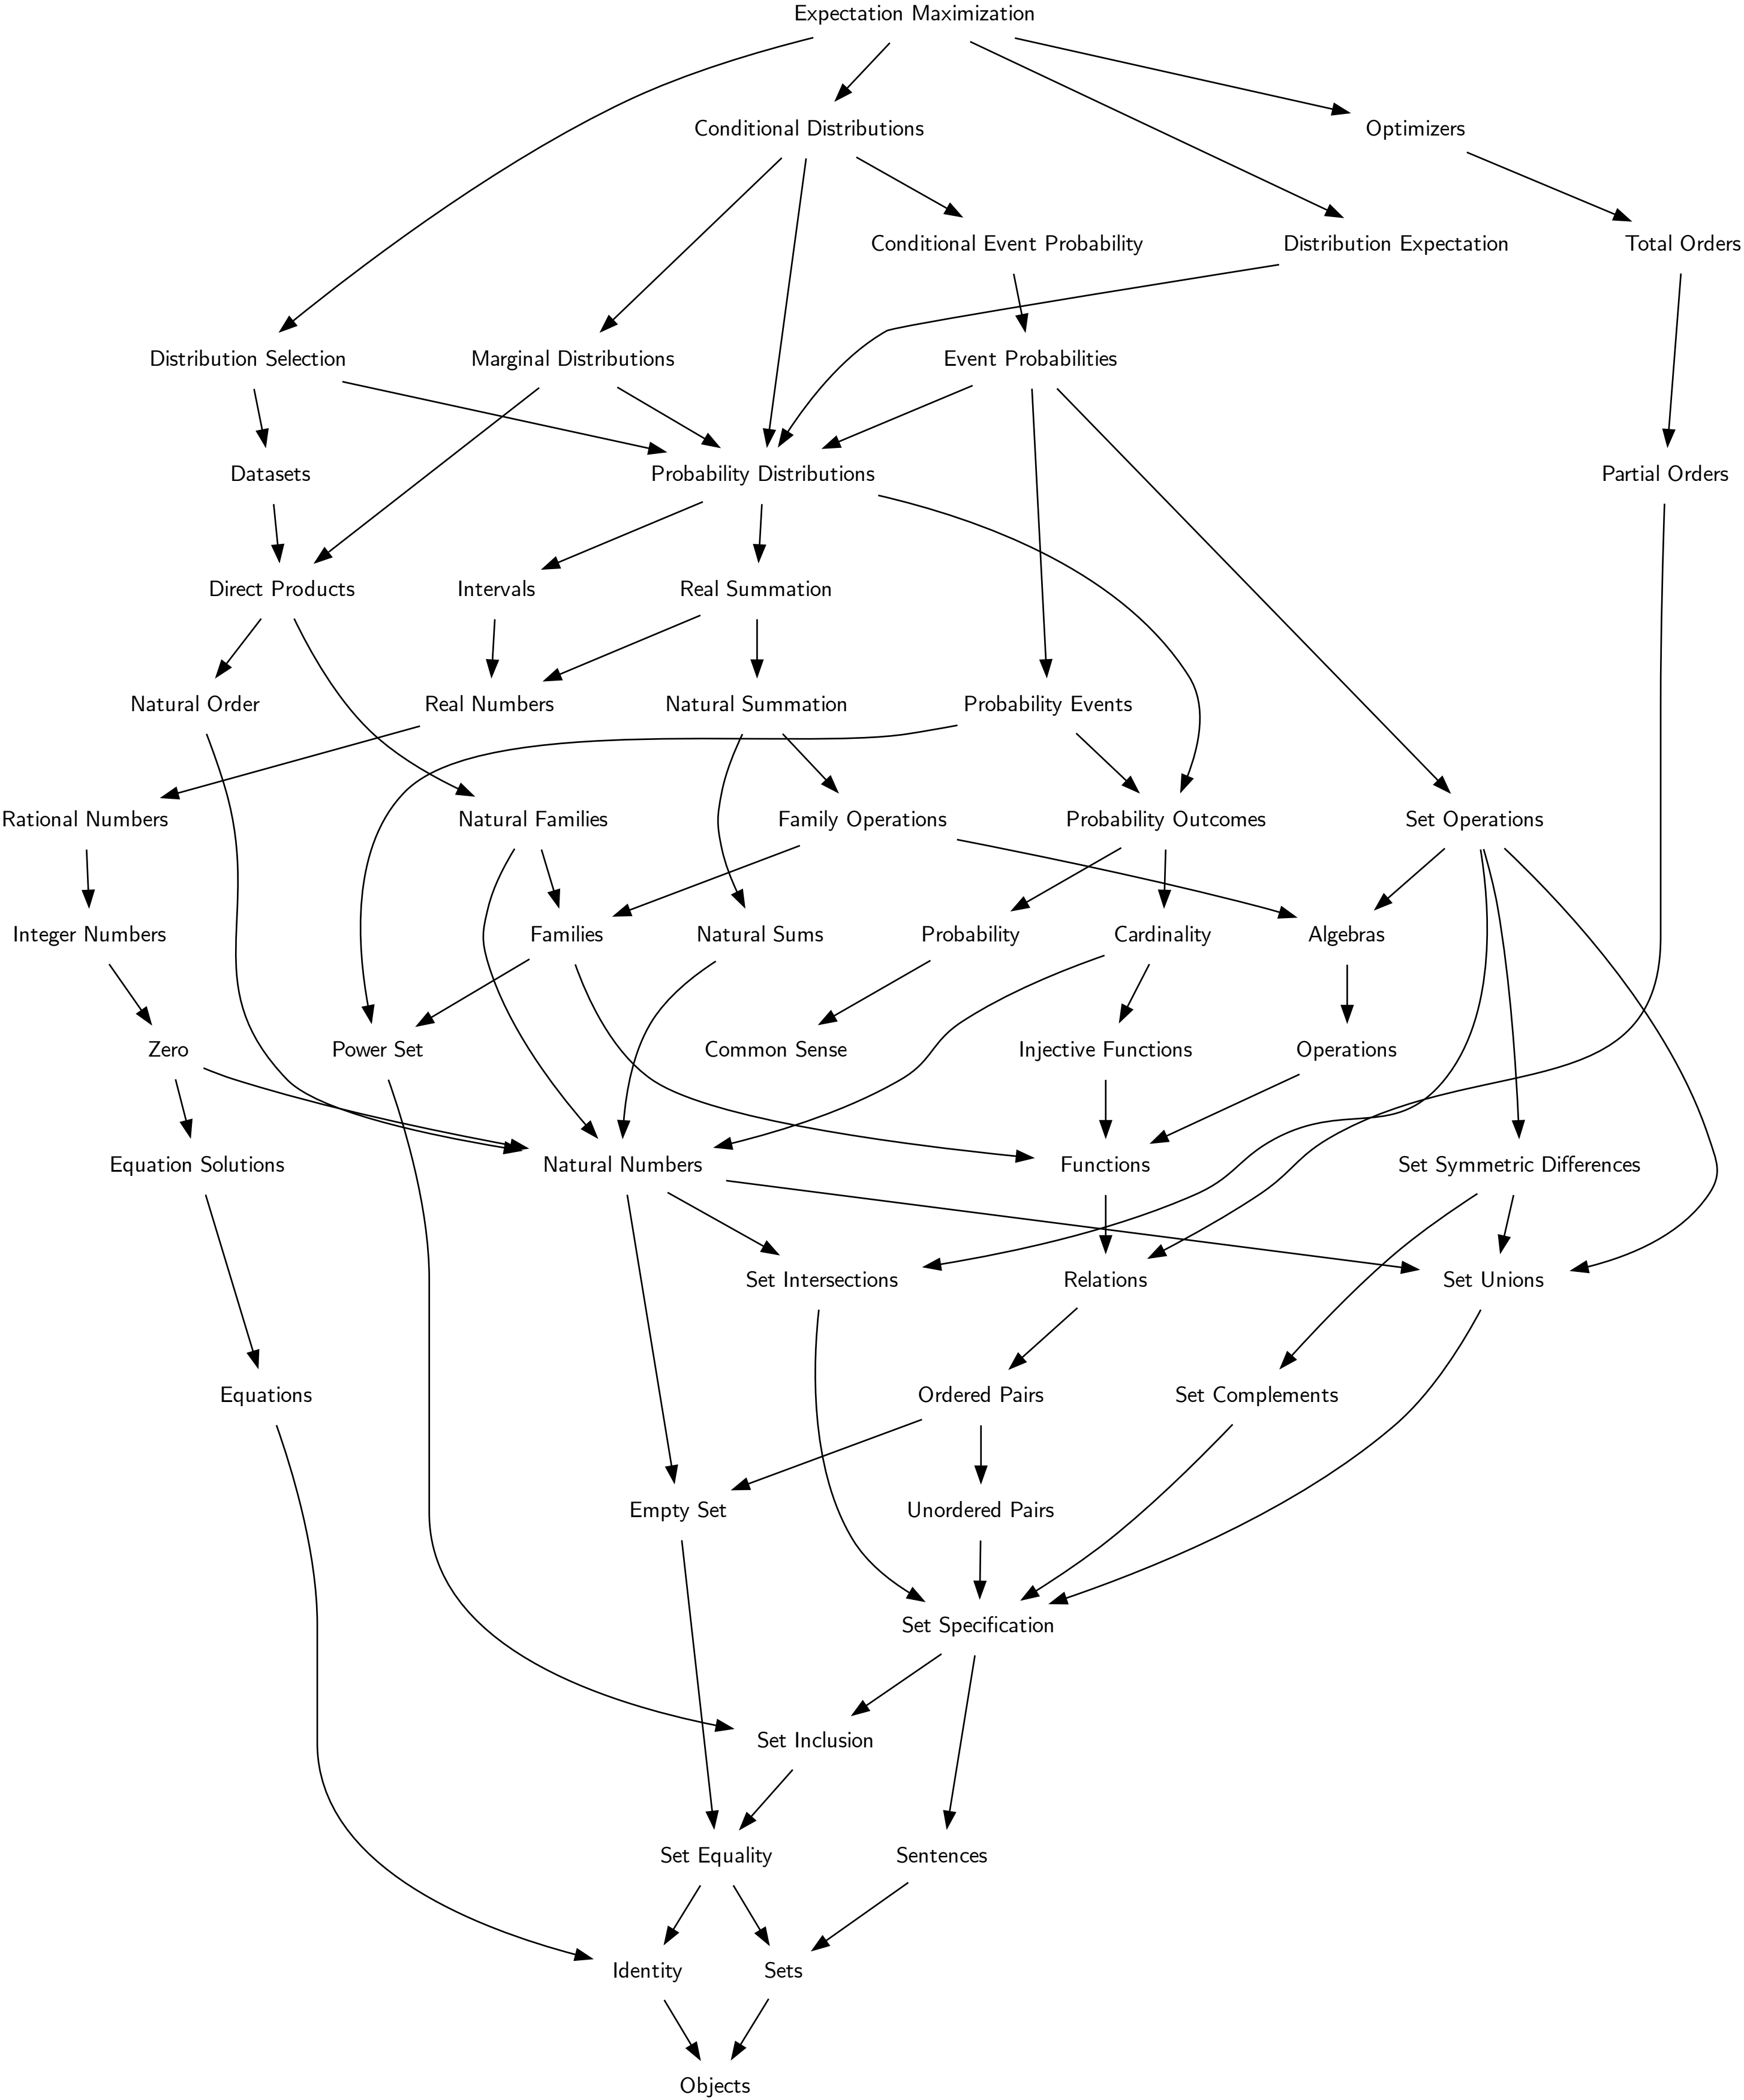 Expectation Maximization
Conditional Distributions
Optimizers
Conditional Event Probability
Distribution Expectation
Total Orders
Distribution Selection
Marginal Distributions
Event Probabilities
Datasets
Probability Distributions
Partial Orders
Direct Products
Intervals
Real Summation
Natural Order
Real Numbers
Natural Summation
Probability Events
Rational Numbers
Natural Families
Family Operations
Probability Outcomes
Set Operations
Integer Numbers
Families
Natural Sums
Probability
Cardinality
Algebras
Zero
Power Set
Common Sense
Injective Functions
Operations
Equation Solutions
Natural Numbers
Functions
Set Symmetric Differences
Set Intersections
Relations
Set Unions
Equations
Ordered Pairs
Set Complements
Empty Set
Unordered Pairs
Set Specification
Set Inclusion
Set Equality
Sentences
Identity
Sets
Objects